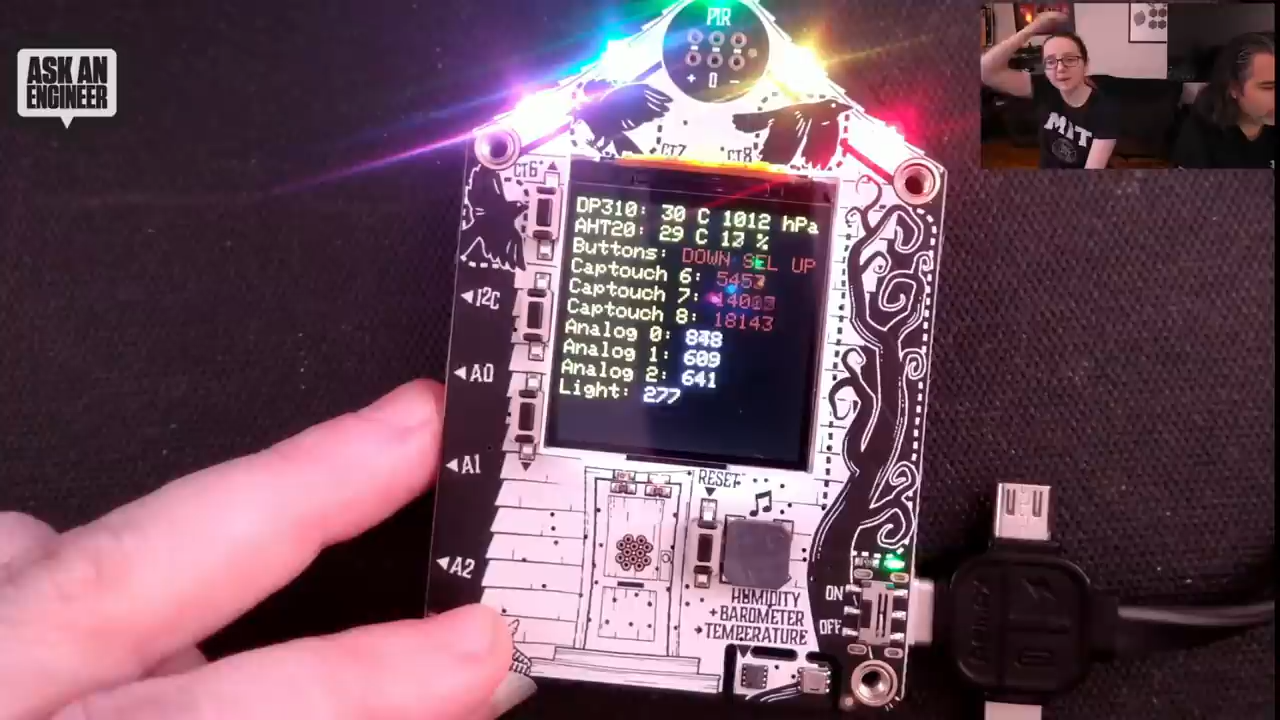 ASK AN
ENGINEER
PIR
+ 0 -
CT6
CT7
CT8
DP310: 30 C 1012 hPa
AHT20: 29 C 13 %
Buttons: DOWN SEL UP
Captouch 6: 5453
Captouch 7:
Captouch 8: 18143
Analog 0: 848
Analog 1: 609
Analog 2: 641
Light: 277
I2C
A0
A1
A2
RESET
ON
OFF
HUMIDITY
+BAROMETER
+TEMPERATURE
MIT